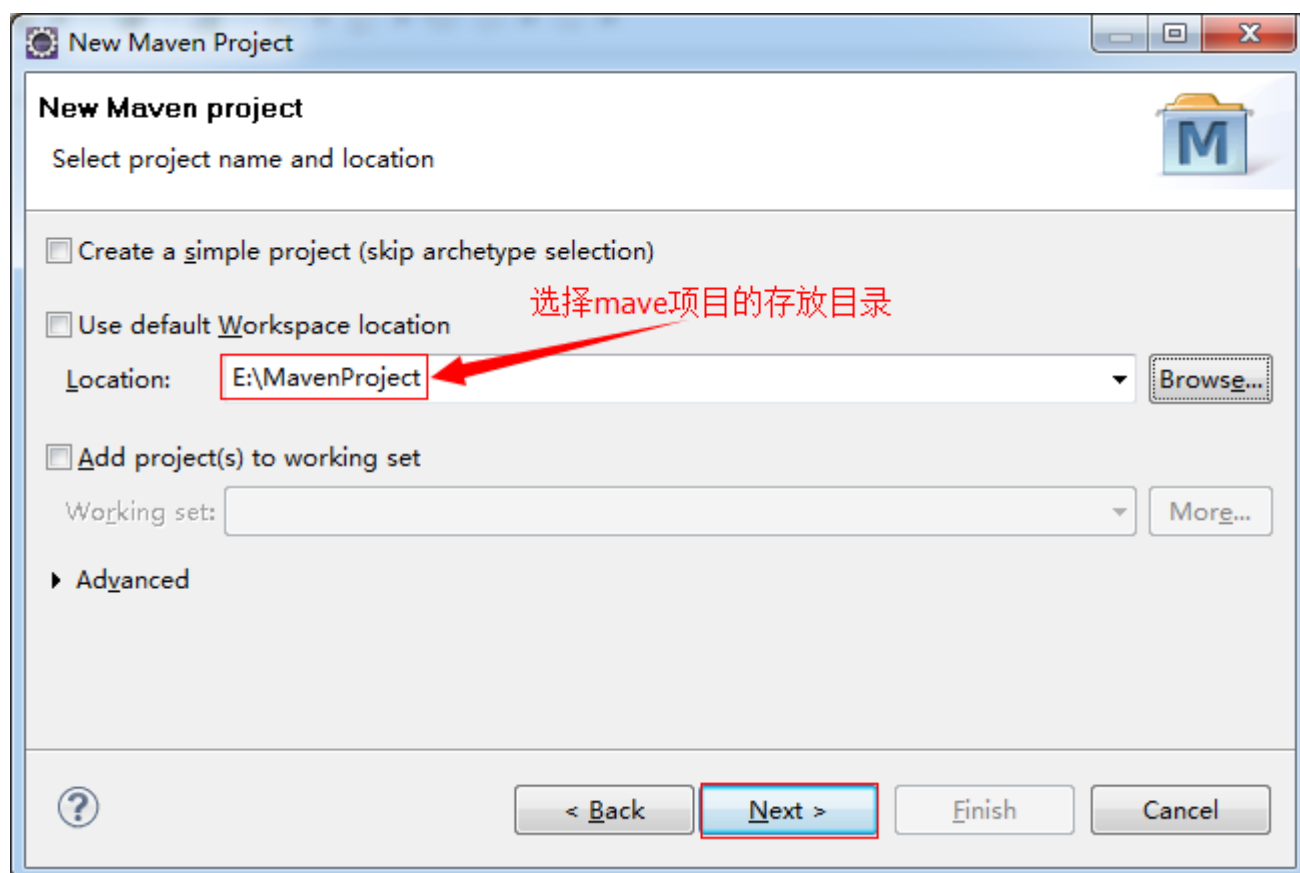 New Maven Project
New Maven project
Select project name and location
M
Create a simple project (skip archetype selection)
选择mave项目的存放目录
Use default Workspace location
Location: E:\MavenProject Browse...
Add project(s) to working set
Working set: More...
Advanced
? < Back Next > Finish Cancel